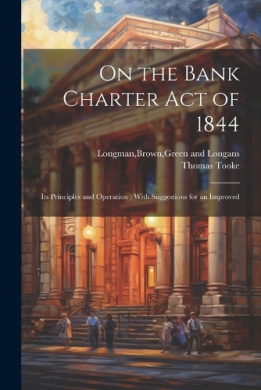 On the Bank
Charter Act of
1844
Longman,Brown,Green and Longans
Thomas Tooke
Its Principles and Operation ; With Suggestions for an Improved